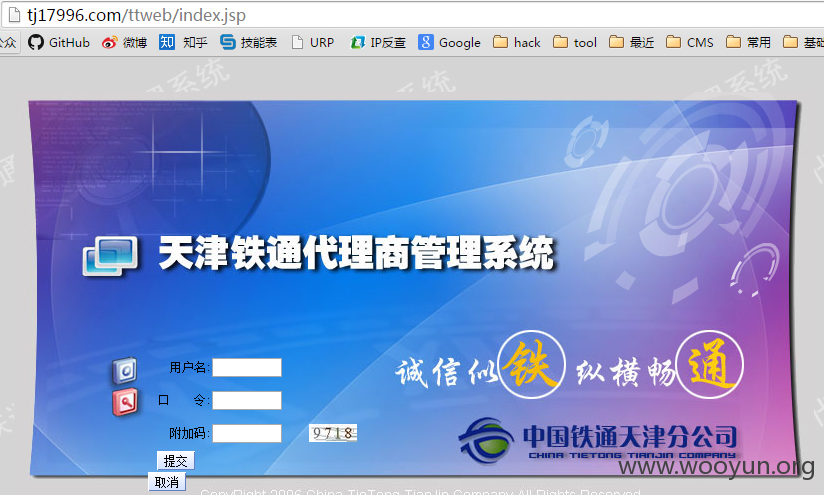 tj17996.com/ttweb/index.jsp
公众 GitHub 微博 知 知乎 S 技能表 URP IP反查 8 Google hack tool 最近 CMS 常用 基础
天津铁通代理商管理系统
诚信似铁 纵横畅通
用户名:
口 令:
附加码: 9718
提交
取消
中国铁通天津分公司
CHINA TIETONG TIANJIN COMPANY
www.wooyun.org
CopyRight 2006 China TieTong TianJin Company All Rights Reserved